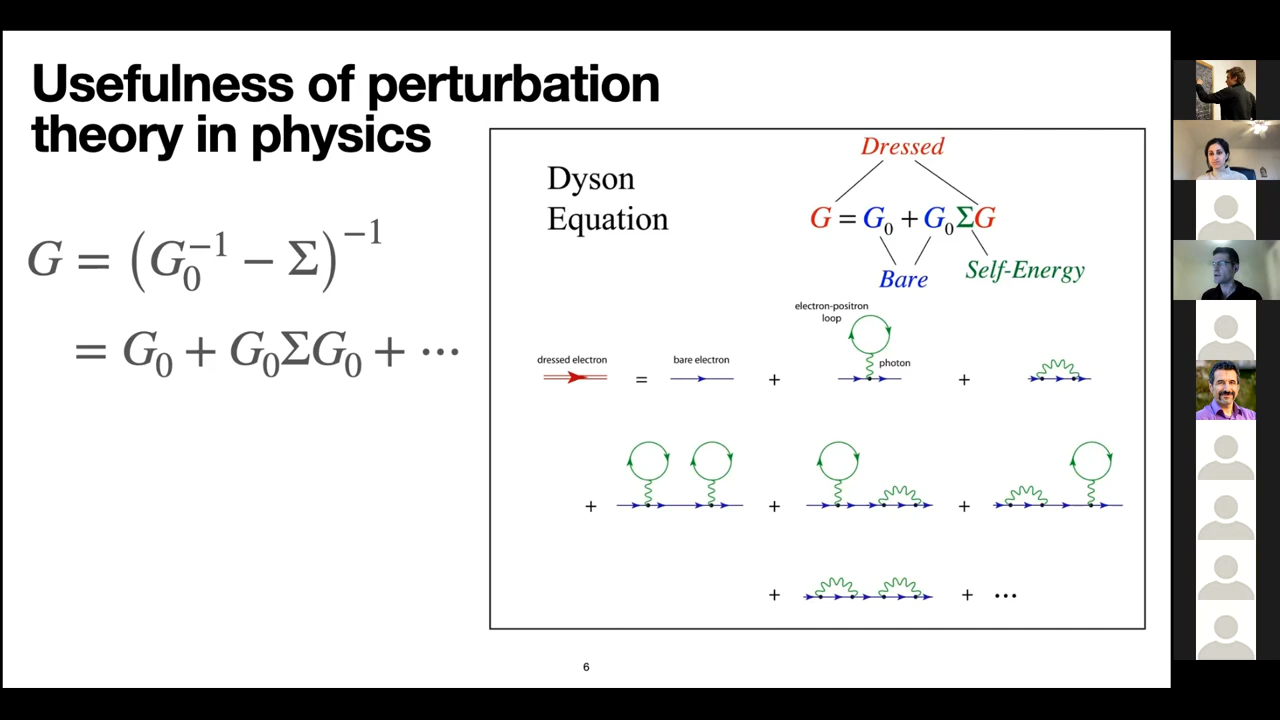 Usefulness of perturbation
theory in physics
G = (G₀⁻¹ − Σ)⁻¹
= G₀ + G₀ΣG₀ + ⋯
Dyson
Equation
Dressed
G = G₀ + G₀ΣG
Bare
Self-Energy
electron-positron
loop
photon
dressed electron
=
bare electron
+
+
+
+
+
+
+ ⋯
6